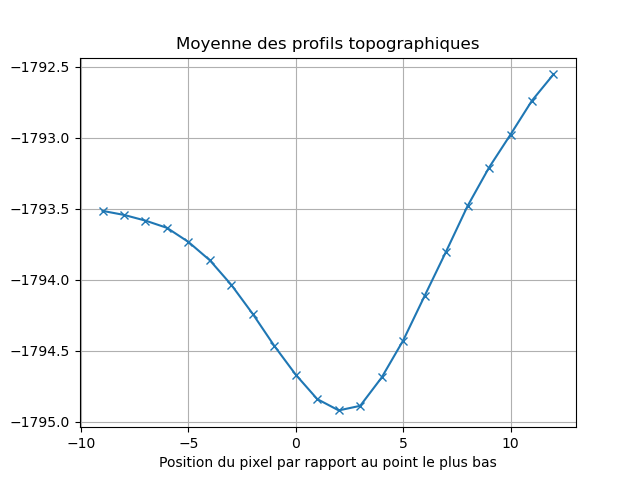 Moyenne des profils topographiques
−1792.5
−1793.0
−1793.5
−1794.0
−1794.5
−1795.0
−10 −5 0 5 10
Position du pixel par rapport au point le plus bas